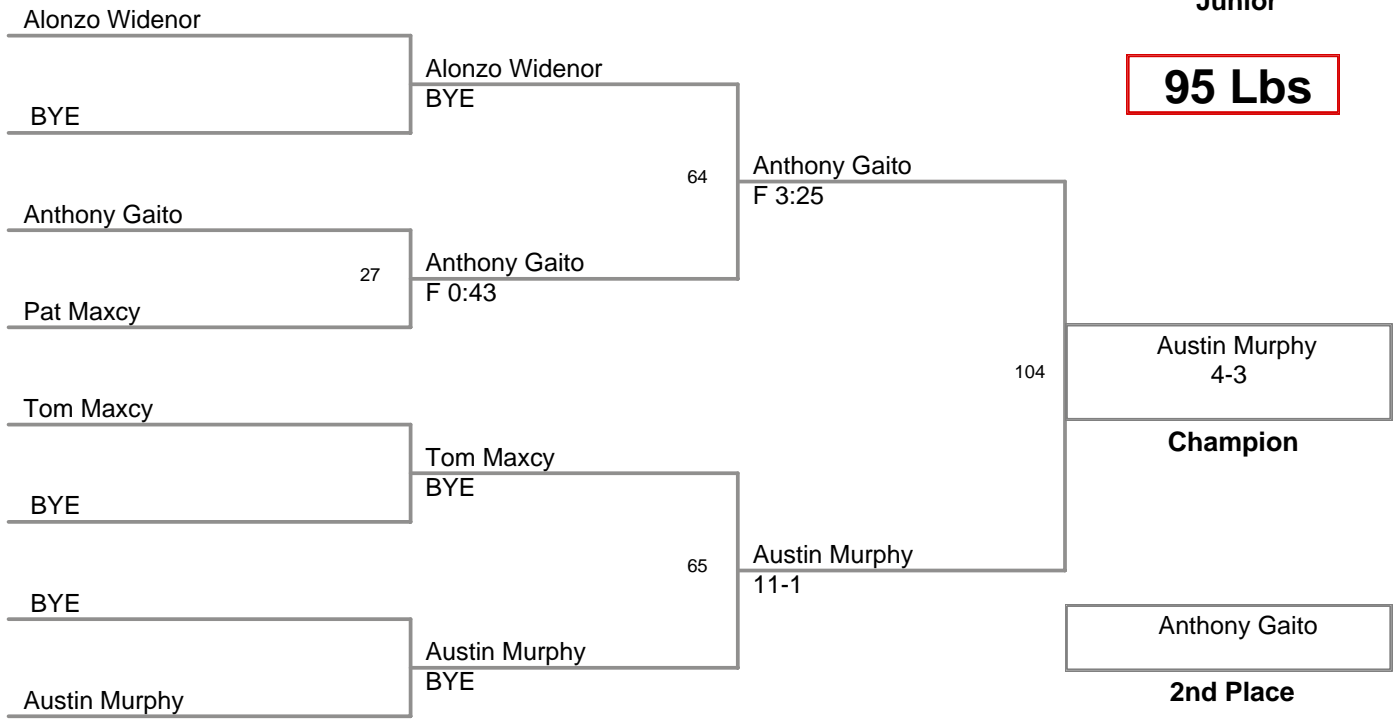 Junior
95 Lbs
Alonzo Widenor
BYE
Anthony Gaito
Pat Maxcy
Tom Maxcy
BYE
BYE
Austin Murphy
27
Alonzo Widenor
BYE
Anthony Gaito
F 0:43
Tom Maxcy
BYE
Austin Murphy
BYE
64
65
Anthony Gaito
F 3:25
Austin Murphy
11-1
104
Austin Murphy
4-3
Champion
Anthony Gaito
2nd Place